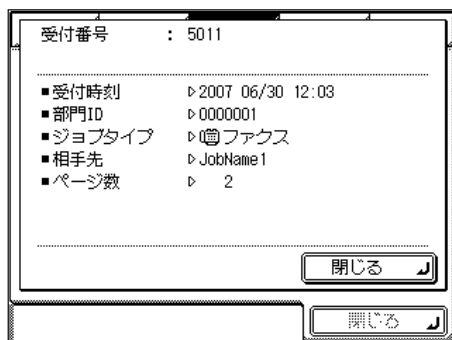 受付番号 : 5011
■受付時刻 ▷2007 06/30 12:03
■部門ID ▷0000001
■ジョブタイプ ▷ファクス
■相手先 ▷JobName1
■ページ数 ▷ 2
閉じる
閉じる